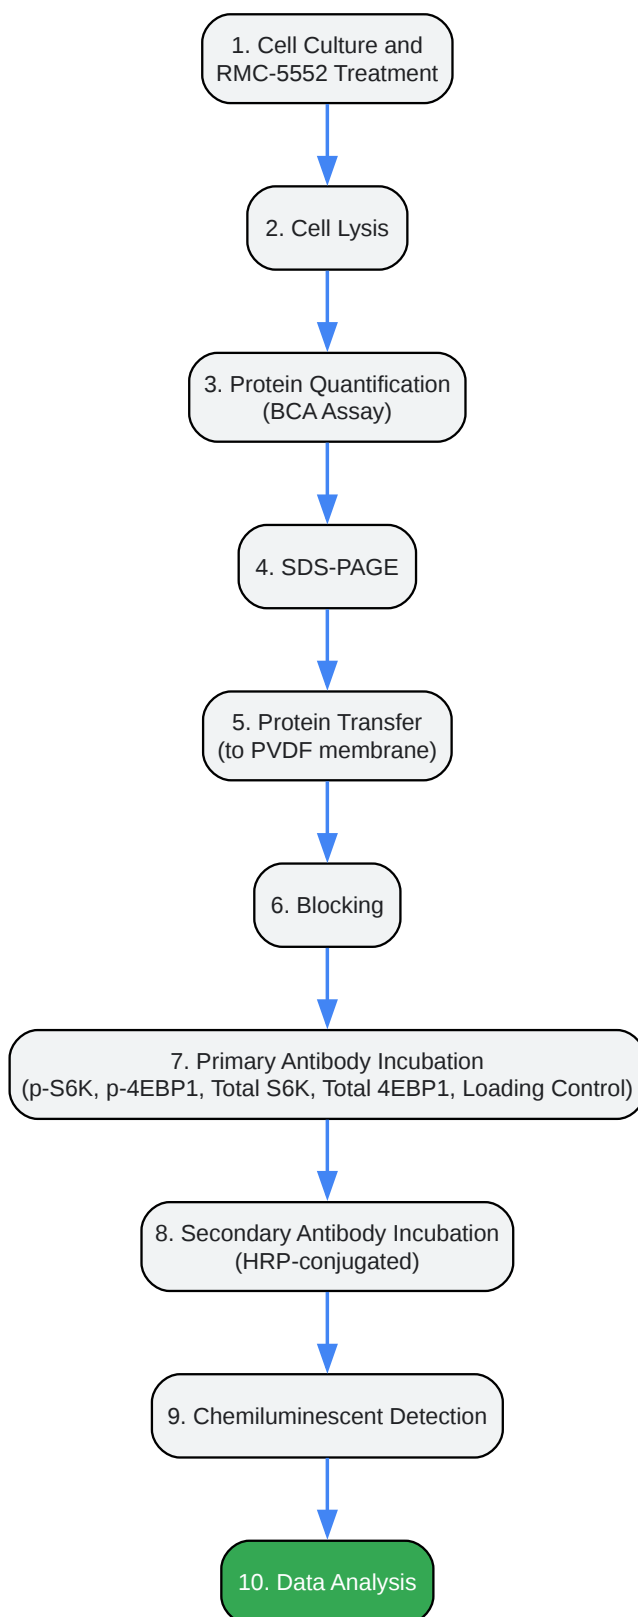 1. Cell Culture and
RMC-5552 Treatment
2. Cell Lysis
3. Protein Quantification
(BCA Assay)
4. SDS-PAGE
5. Protein Transfer
(to PVDF membrane)
6. Blocking
7. Primary Antibody Incubation
(p-S6K, p-4EBP1, Total S6K, Total 4EBP1, Loading Control)
8. Secondary Antibody Incubation
(HRP-conjugated)
9. Chemiluminescent Detection
10. Data Analysis